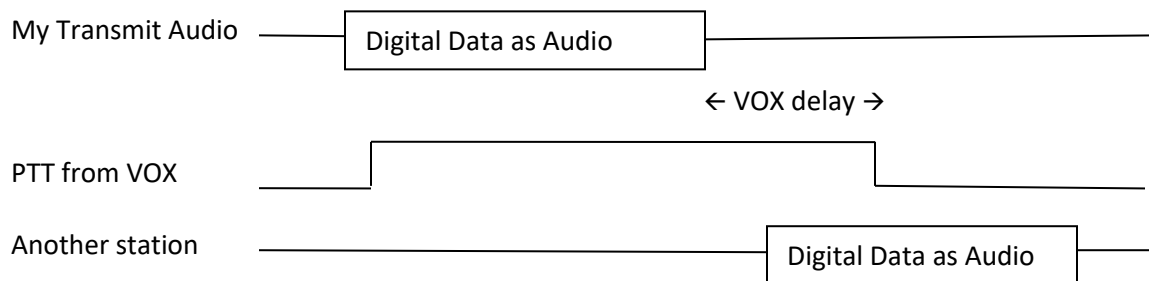 My Transmit Audio
Digital Data as Audio
← VOX delay →
PTT from VOX
Another station
Digital Data as Audio